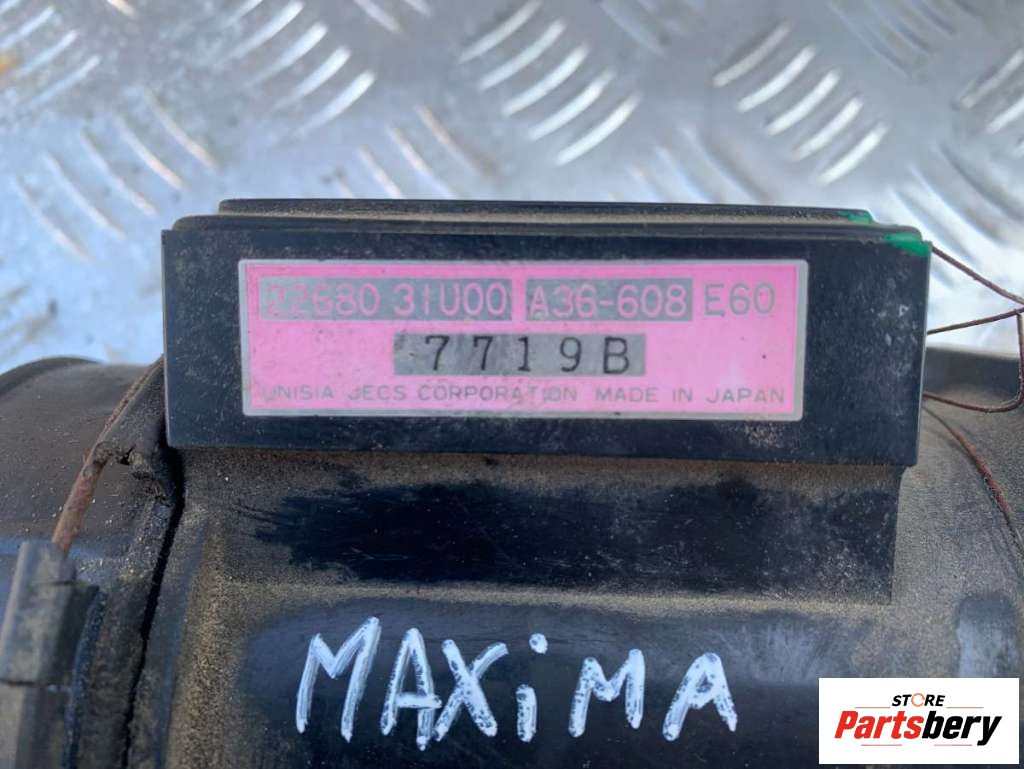 22680 31U00 A36-608 E60
7719B
UNISIA JECS CORPORATION MADE IN JAPAN
MAXiMA
STORE
Partsbery